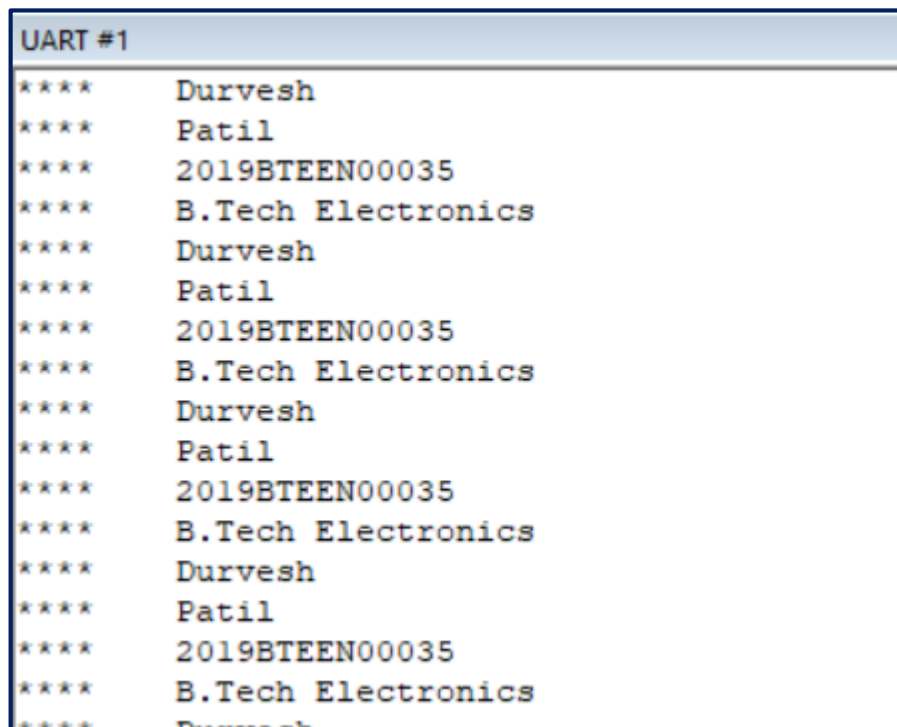 UART #1
**** Durvesh
**** Patil
**** 2019BTEEN00035
**** B.Tech Electronics
**** Durvesh
**** Patil
**** 2019BTEEN00035
**** B.Tech Electronics
**** Durvesh
**** Patil
**** 2019BTEEN00035
**** B.Tech Electronics
**** Durvesh
**** Patil
**** 2019BTEEN00035
**** B.Tech Electronics